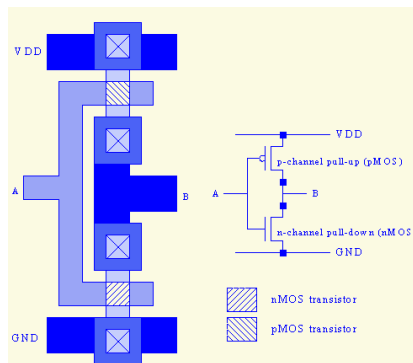 VDD
A
B
GND
VDD
p-channel pull-up (pMOS)
A
B
n-channel pull-down (nMOS
GND
nMOS transistor
pMOS transistor